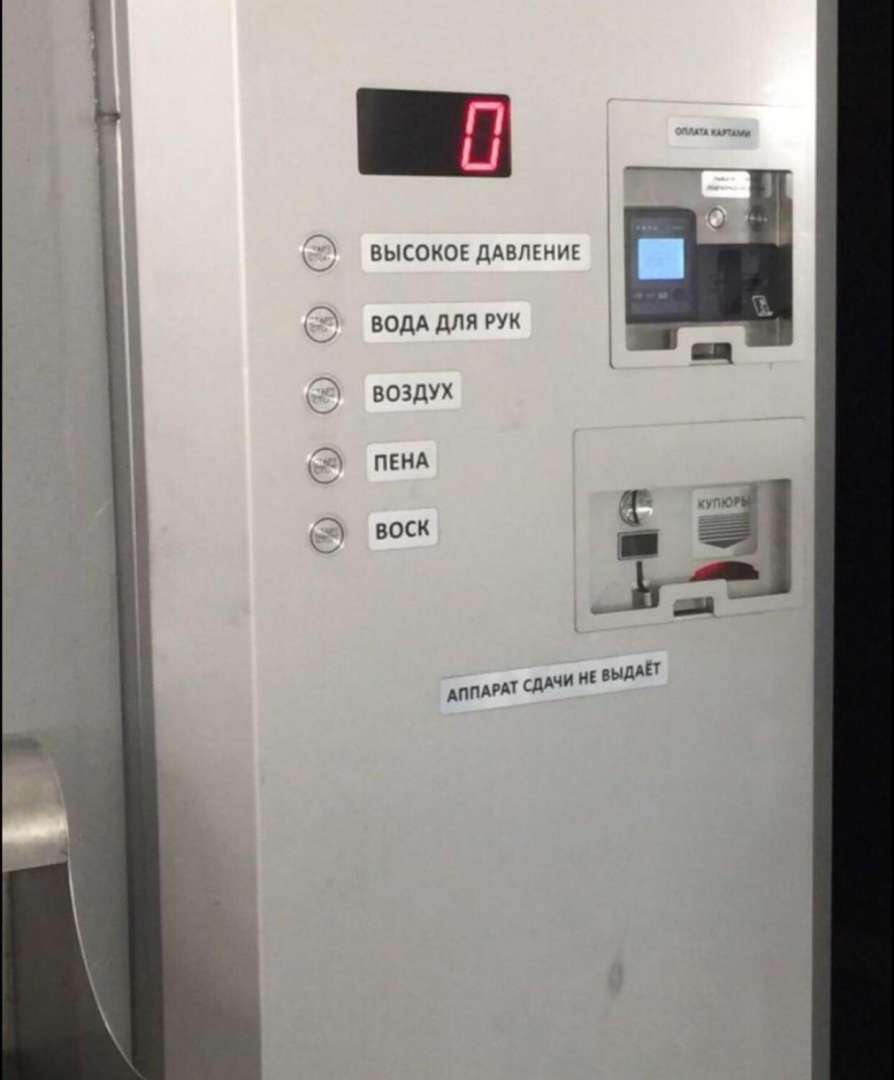 0
ОПЛАТА КАРТАМИ
ВЫСОКОЕ ДАВЛЕНИЕ
ВОДА ДЛЯ РУК
ВОЗДУХ
ПЕНА
ВОСК
КУПЮРЫ
АППАРАТ СДАЧИ НЕ ВЫДАЁТ